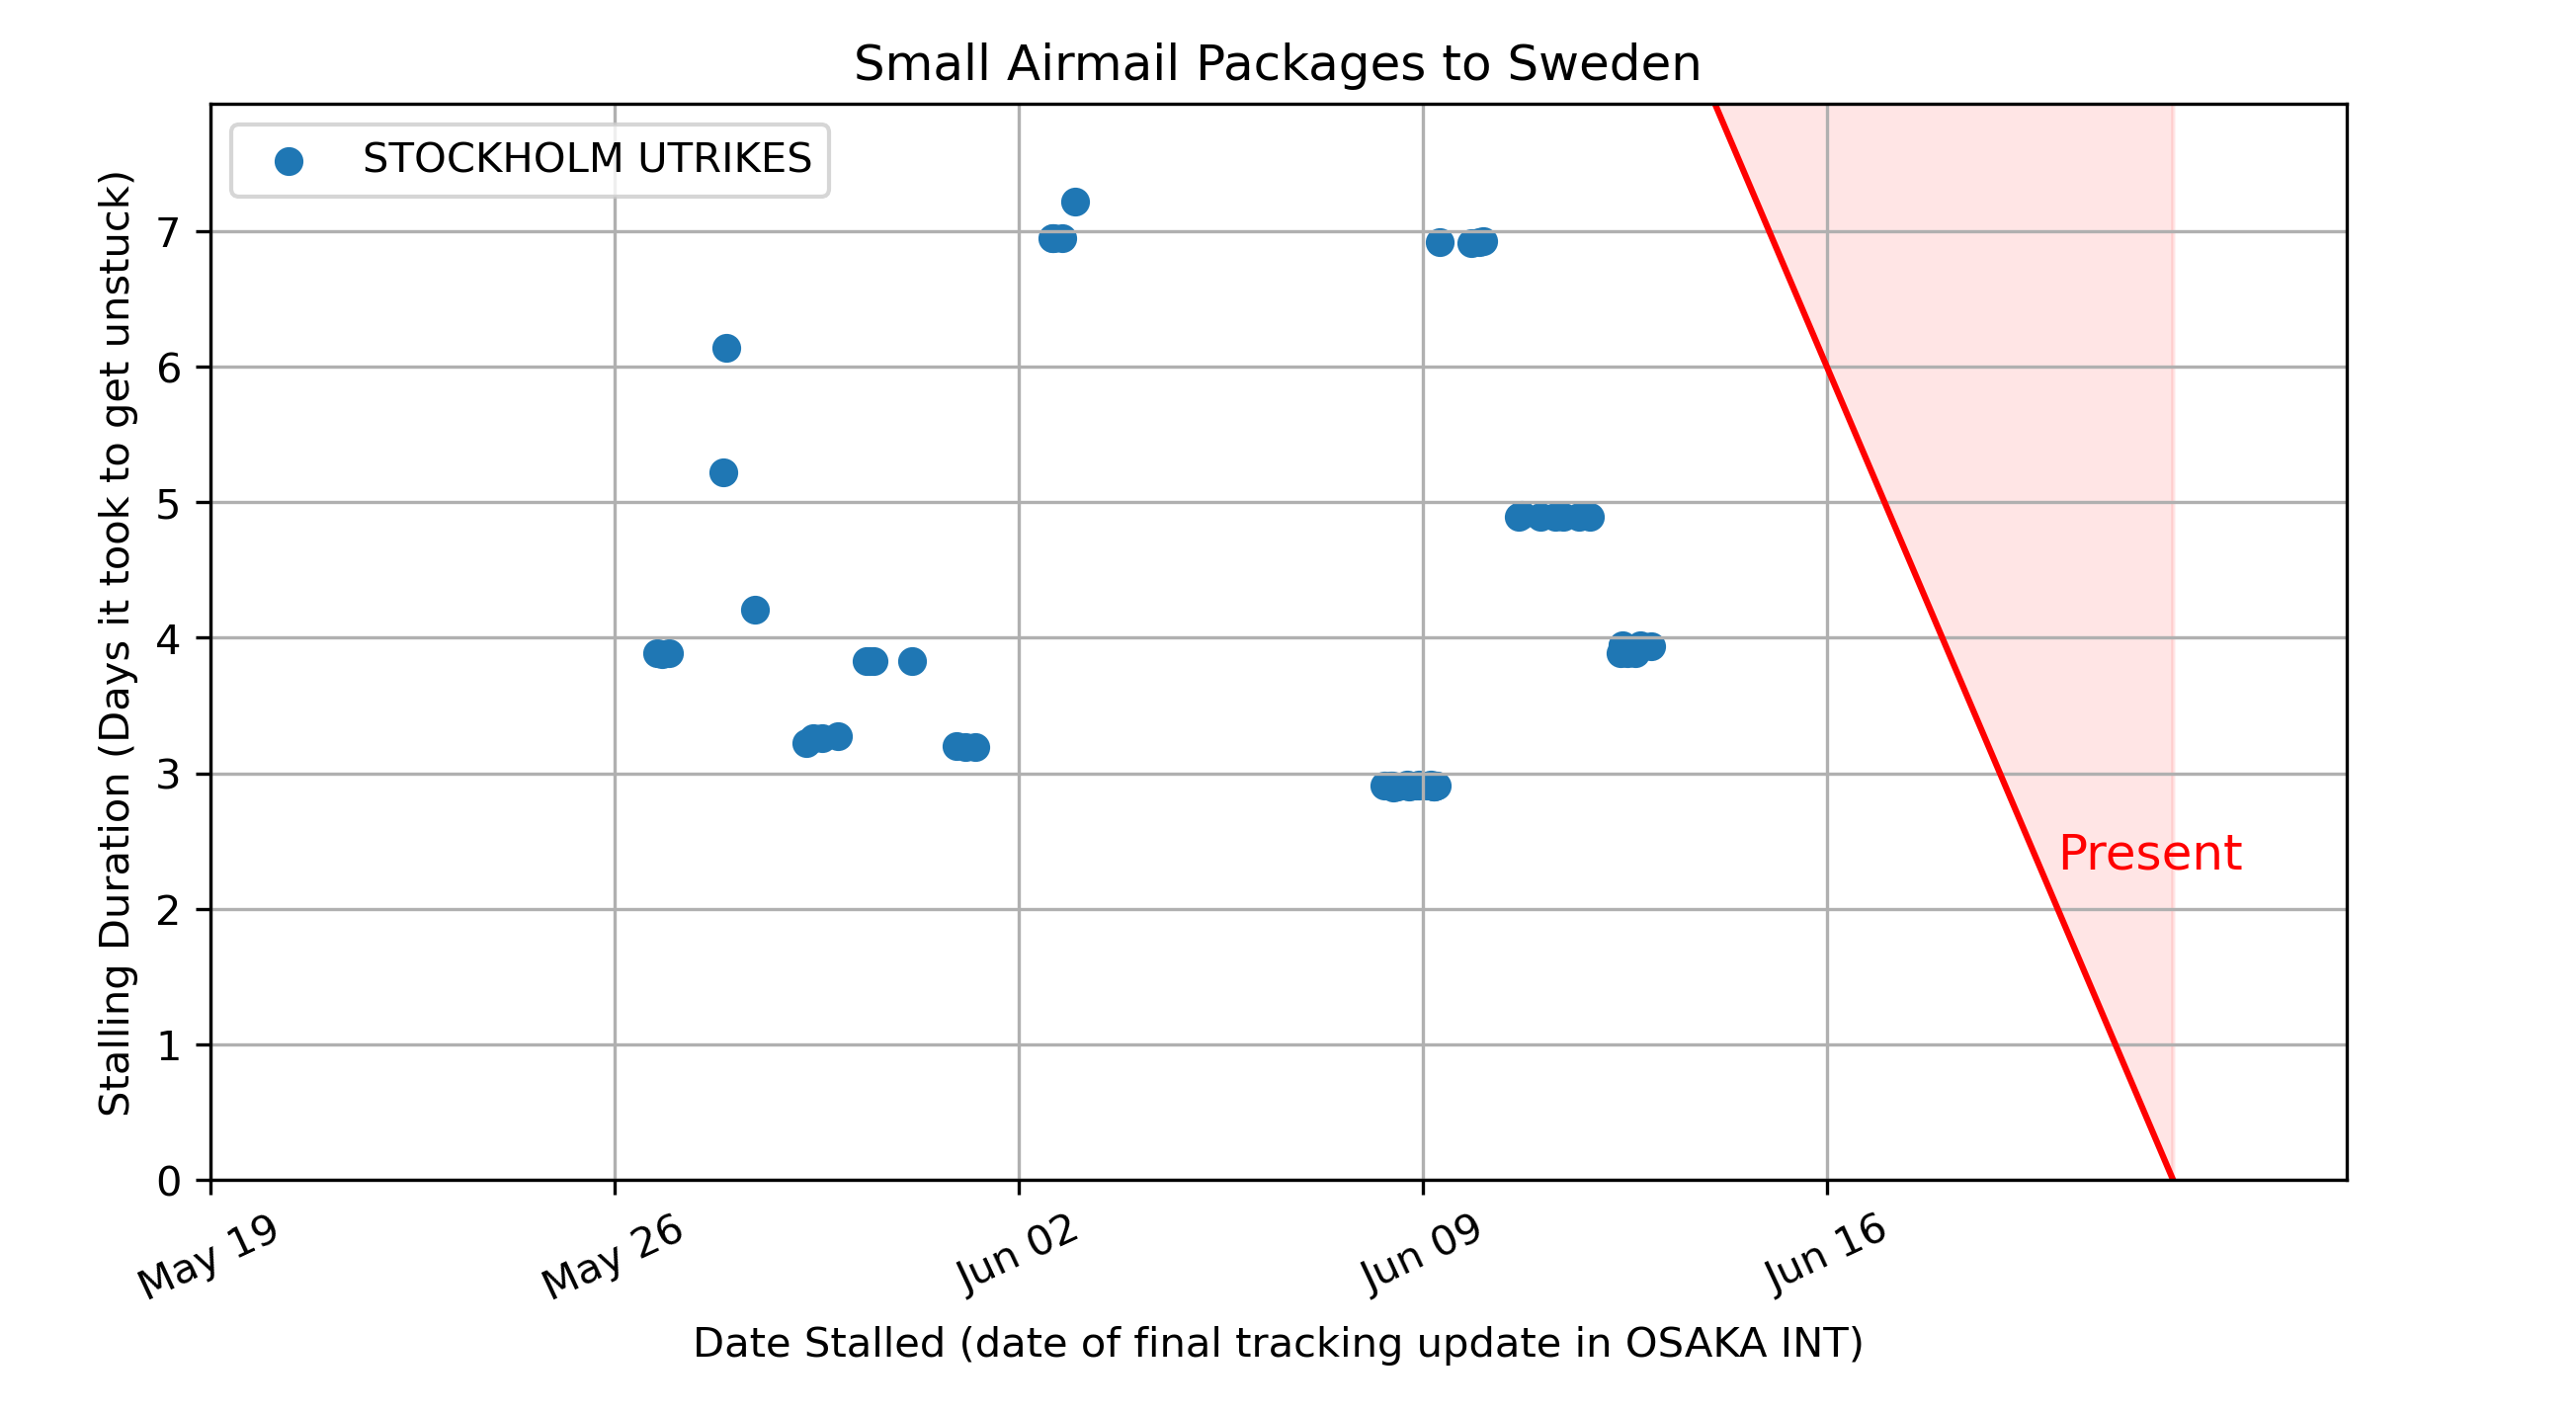 Small Airmail Packages to Sweden
STOCKHOLM UTRIKES
Stalling Duration (Days it took to get unstuck)
7
6
5
4
3
2
1
0
Present
May 19
May 26
Jun 02
Jun 09
Jun 16
Date Stalled (date of final tracking update in OSAKA INT)